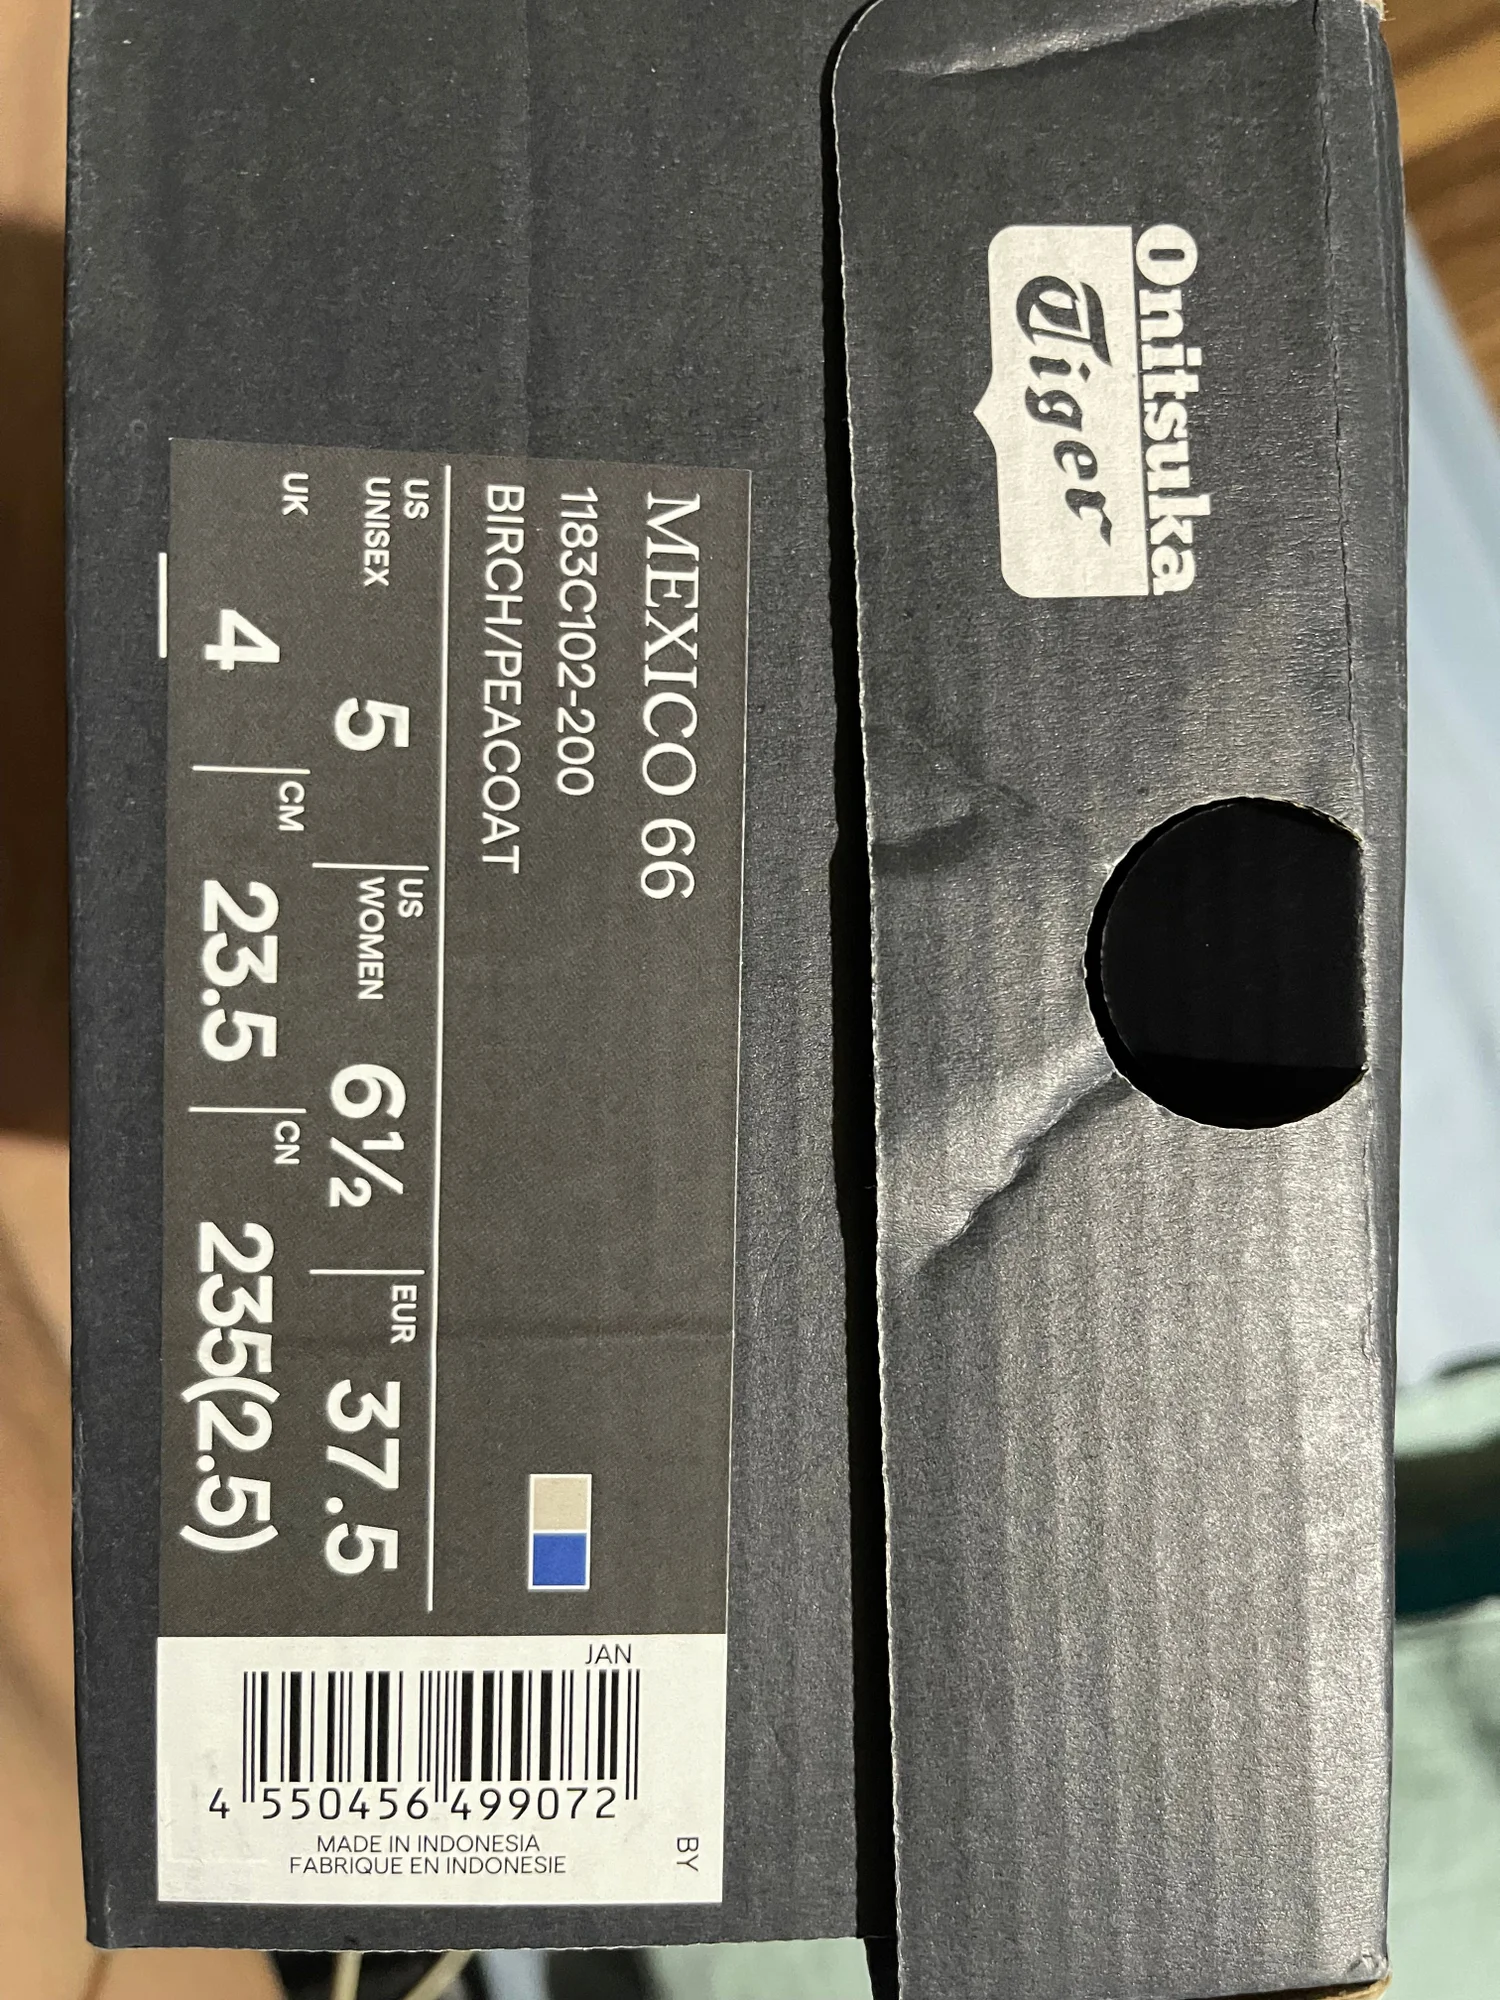 Onitsuka
Tiger
MEXICO 66
1183C102-200
BIRCH/PEACOAT
US UNISEX 5 US WOMEN 6½ EUR 37.5
UK 4 CM 23.5 CN 235(2.5)
JAN
4 550456 499072
MADE IN INDONESIA
FABRIQUE EN INDONESIE
BY